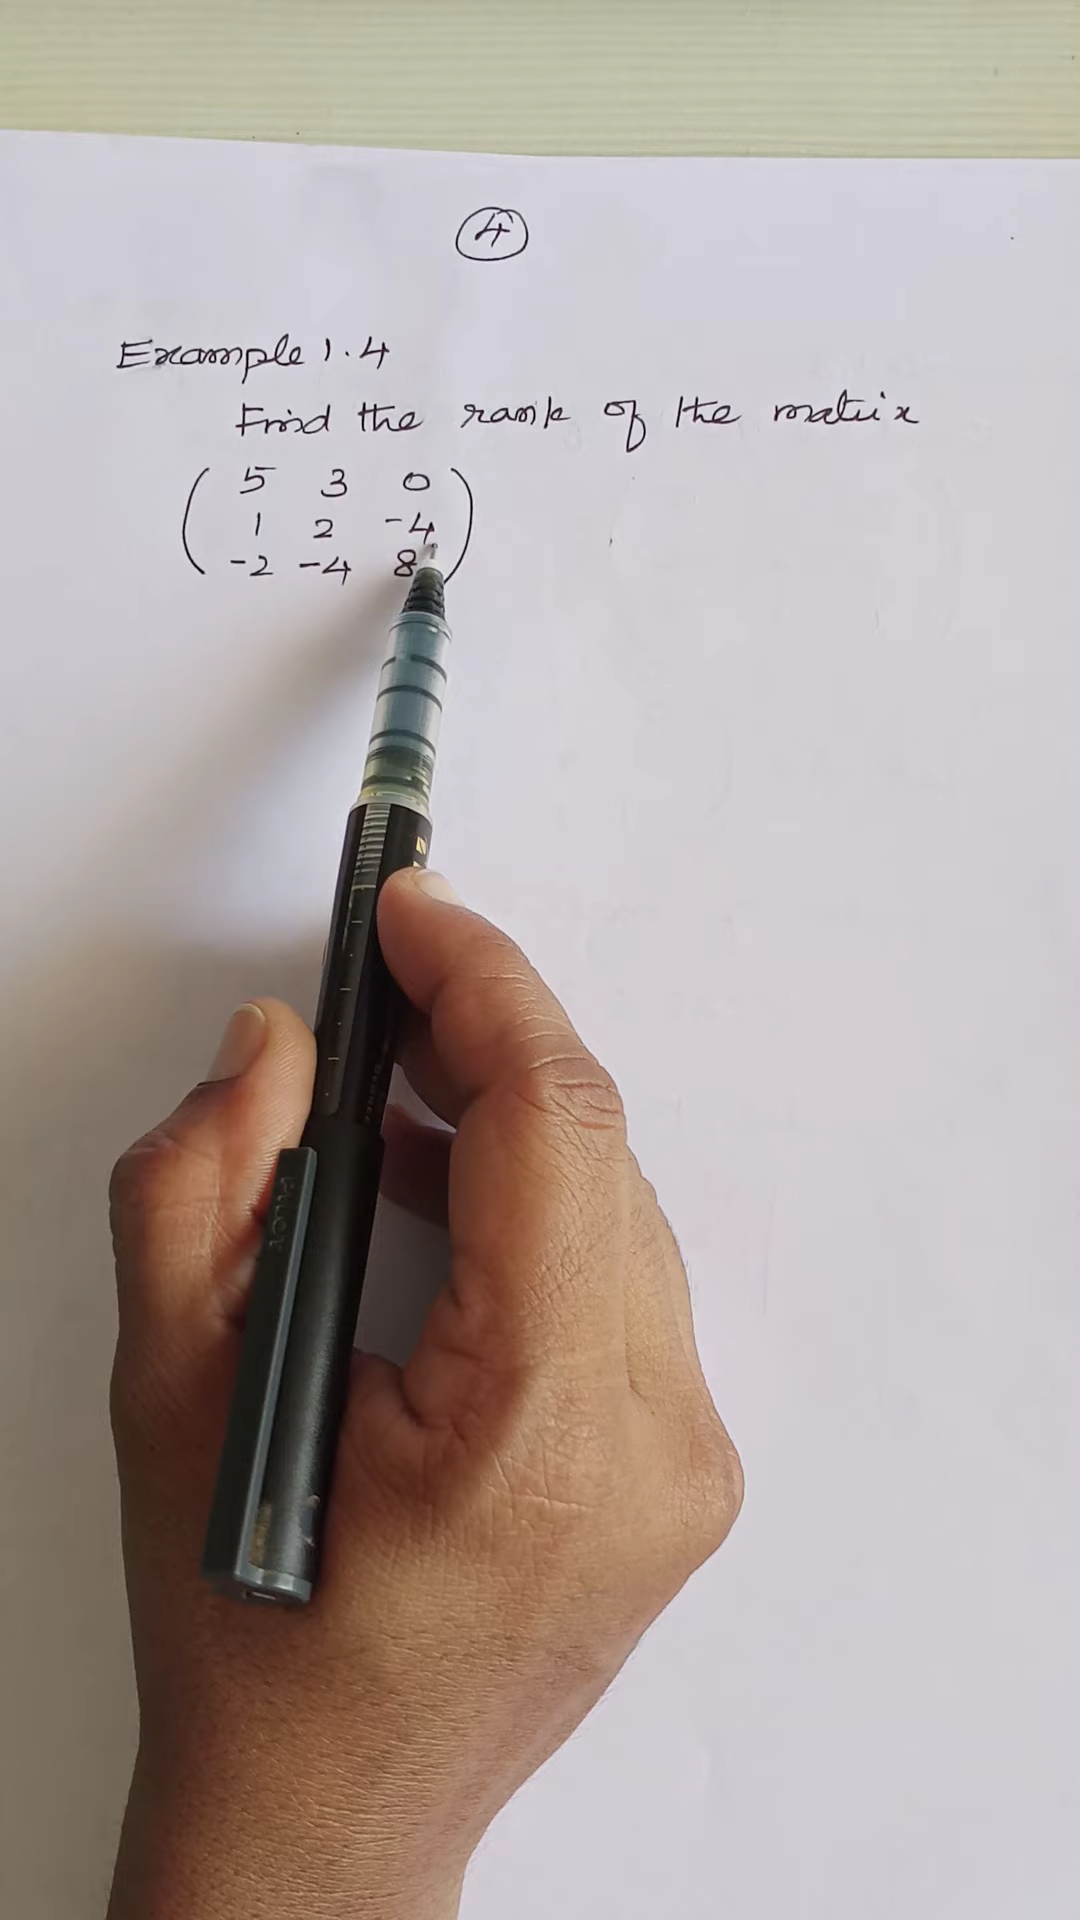 4
Example 1.4
Find the rank of the matrix
5 3 0
1 2 -4
-2 -4 8
PILOT